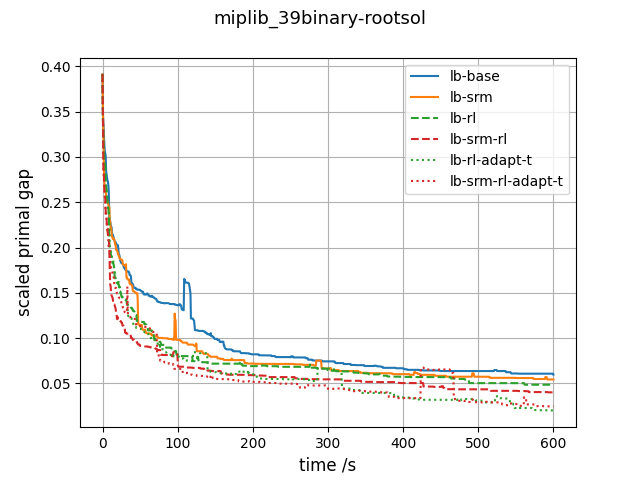 miplib_39binary-rootsol
0.40
0.35
0.30
0.25
0.20
0.15
0.10
0.05
scaled primal gap
lb-base
lb-srm
lb-rl
lb-srm-rl
lb-rl-adapt-t
lb-srm-rl-adapt-t
0 100 200 300 400 500 600
time /s